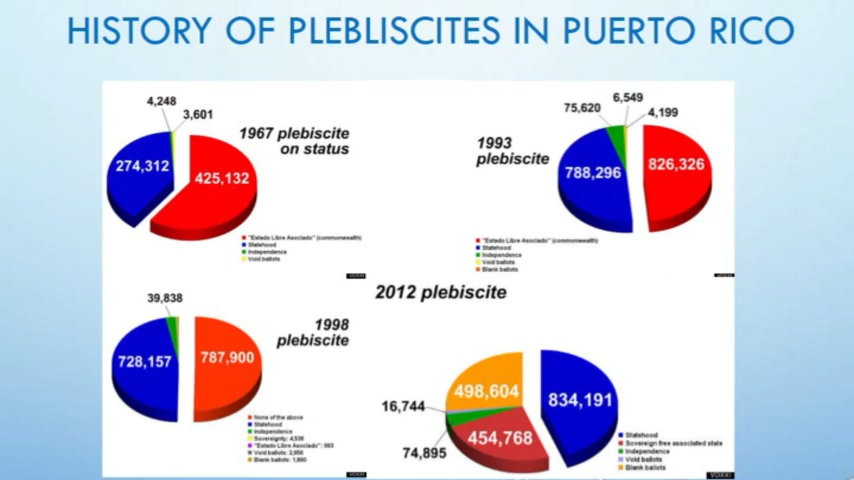 HISTORY OF PLEBLISCITES IN PUERTO RICO
4,248
3,601
1967 plebiscite
on status
274,312
425,132
"Estado Libre Asociado" (commonwealth)
Statehood
Independence
Void ballots
VOXXI
75,620
6,549
4,199
1993
plebiscite
788,296
826,326
"Estado Libre Asociado" (commonwealth)
Statehood
Independence
Void ballots
Blank ballots
39,838
1998
plebiscite
728,157
787,900
None of the above
Statehood
Independence
Sovereignty: 4,536
"Estado Libre Asociado": 993
Void ballots: 2,956
Blank ballots: 1,890
VOXXI
2012 plebiscite
498,604
834,191
16,744
454,768
74,895
Statehood
Sovereign free associated state
Independence
Void ballots
Blank ballots
VOXXI